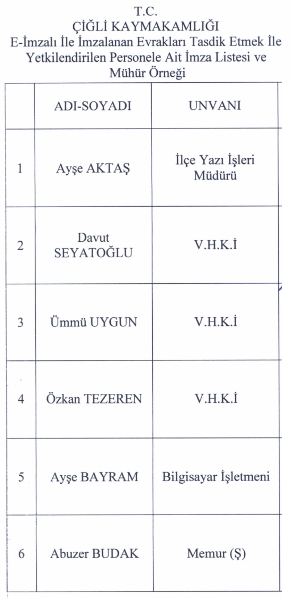 T.C.
ÇİĞLİ KAYMAKAMLIĞI
E-İmzalı İle İmzalanan Evrakları Tasdik Etmek İle
Yetkilendirilen Personele Ait İmza Listesi ve
Mühür Örneği
ADI-SOYADI UNVANI
1 Ayşe AKTAŞ İlçe Yazı İşleri
Müdürü
2 Davut
SEYATOĞLU V.H.K.İ
3 Ümmü UYGUN V.H.K.İ
4 Özkan TEZEREN V.H.K.İ
5 Ayşe BAYRAM Bilgisayar İşletmeni
6 Abuzer BUDAK Memur (Ş)